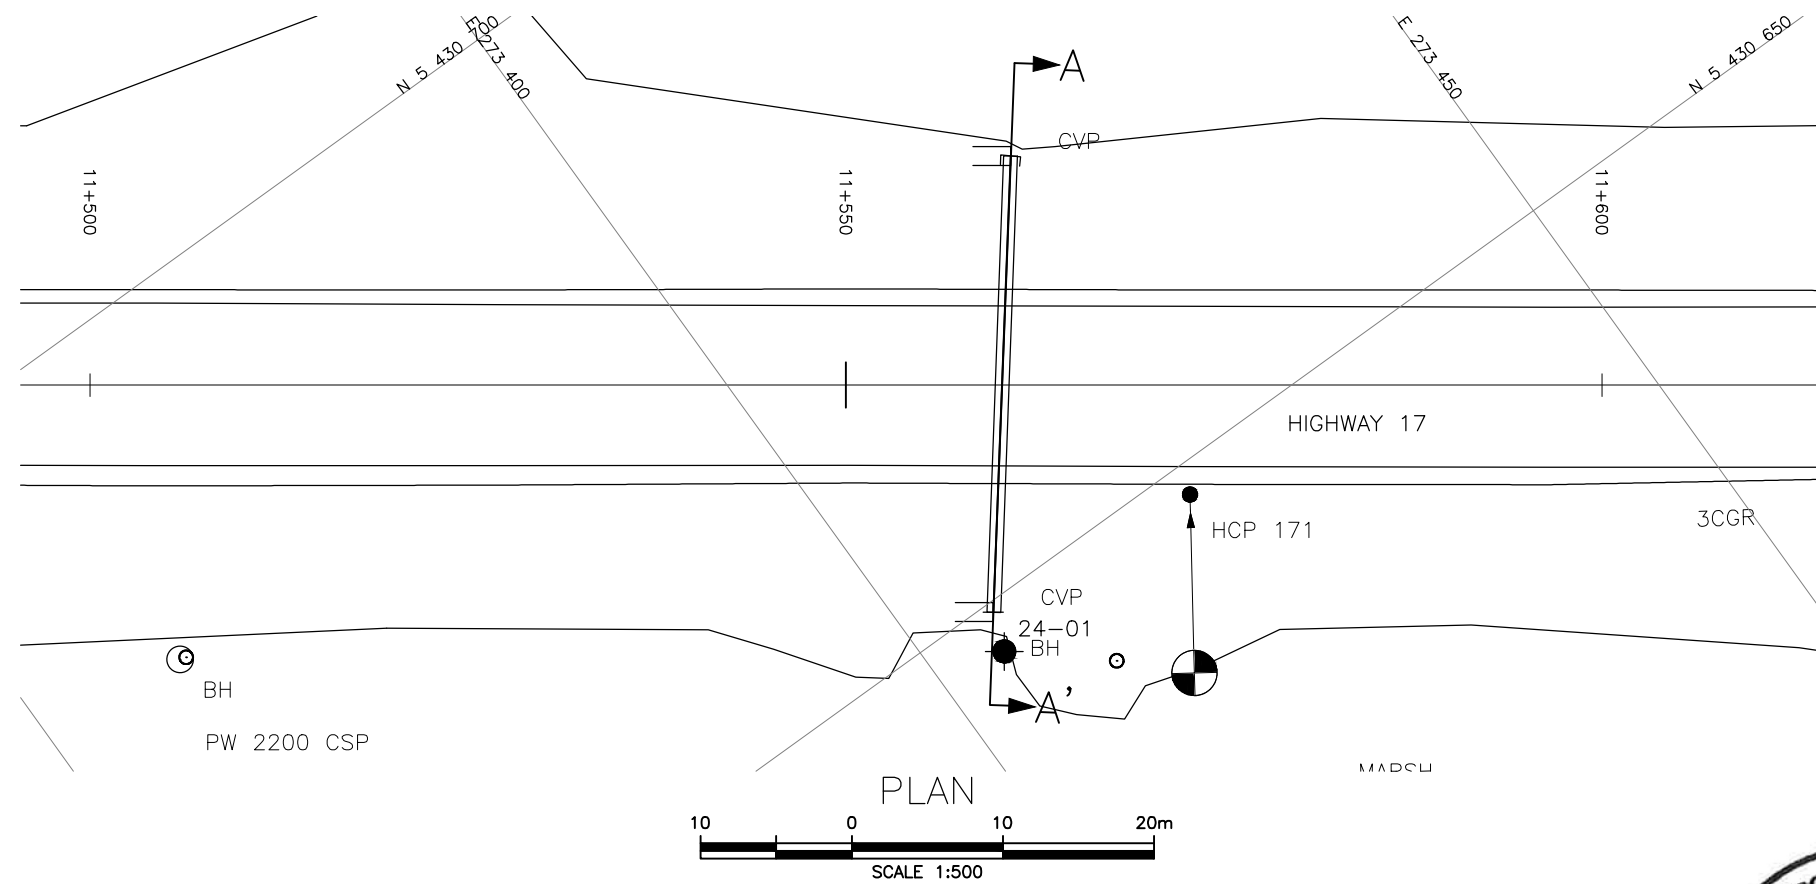 N 5 430 700
E 273 400
E 273 450
N 5 430 650
A
CVP
11+500
11+550
11+600
HIGHWAY 17
3CGR
HCP 171
CVP
24-01
BH
BH
A'
PW 2200 CSP
PLAN
10 0 10 20m
SCALE 1:500